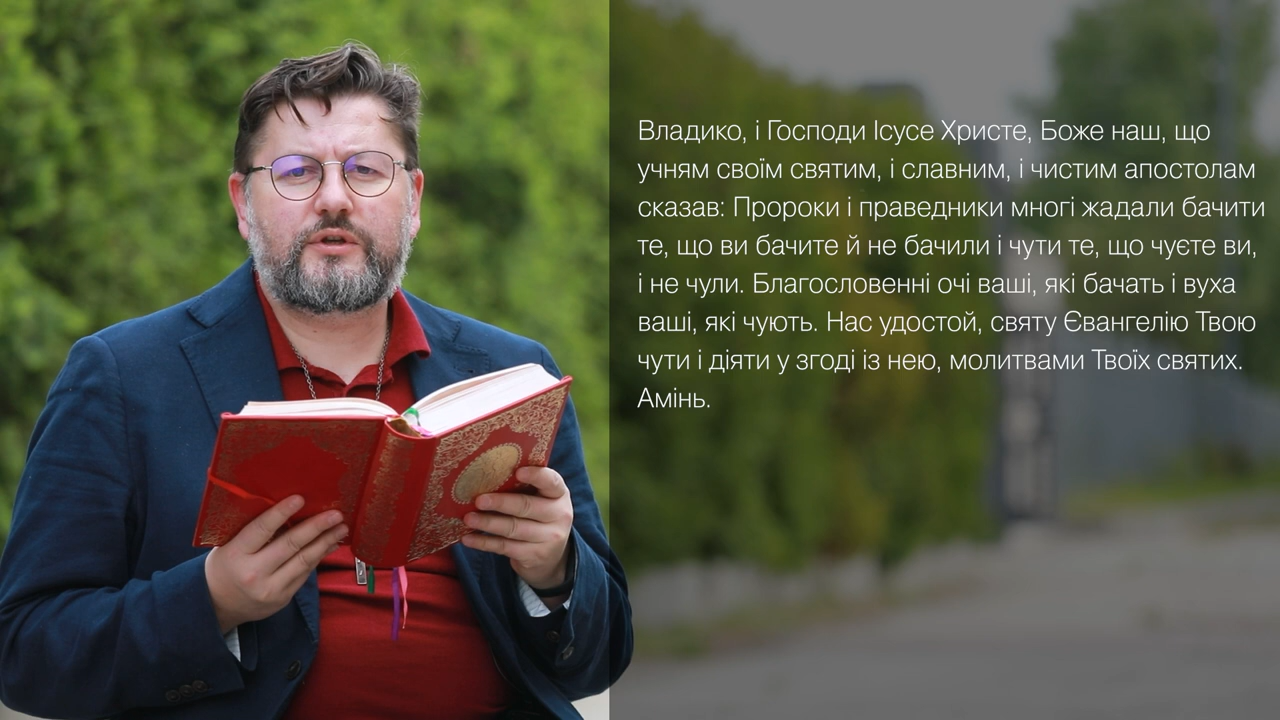 Владико, і Господи Ісусе Христе, Боже наш, що
учням своїм святим, і славним, і чистим апостолам
сказав: Пророки і праведники многі жадали бачити
те, що ви бачите й не бачили і чути те, що чуєте ви,
і не чули. Благословенні очі ваші, які бачать і вуха
ваші, які чують. Нас удостой, святу Євангелію Твою
чути і діяти у згоді із нею, молитвами Твоїх святих.
Амінь.